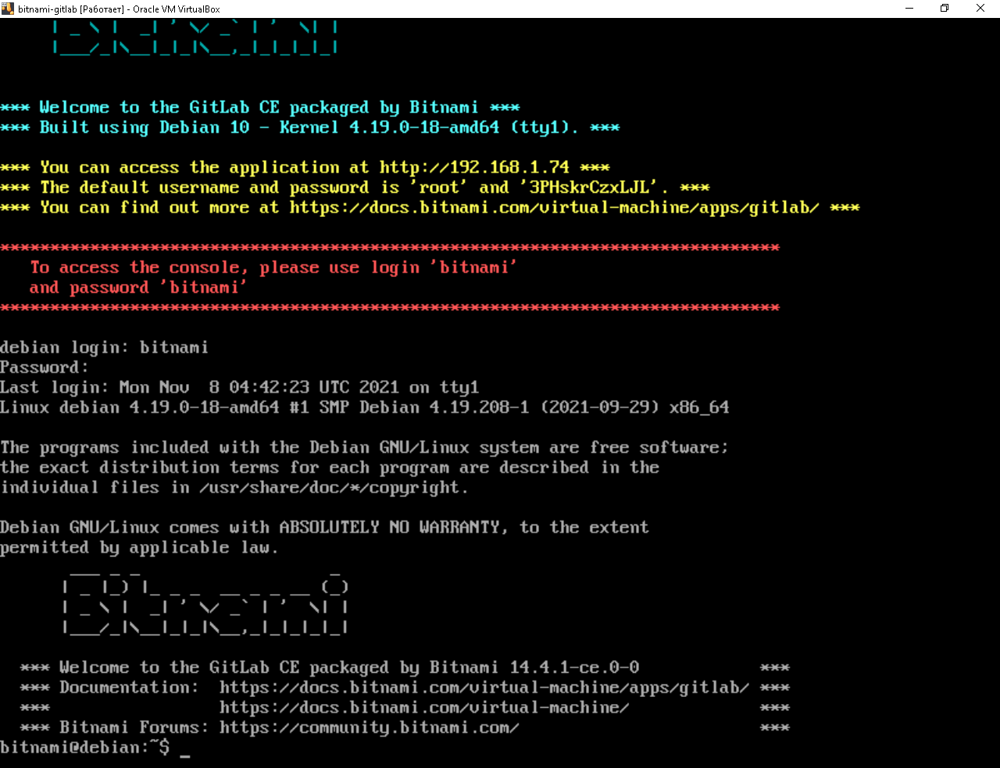 bitnami-gitlab [Работает] - Oracle VM VirtualBox
*** Welcome to the GitLab CE packaged by Bitnami ***
*** Built using Debian 10 - Kernel 4.19.0-18-amd64 (tty1). ***
*** You can access the application at http://192.168.1.74 ***
*** The default username and password is 'root' and '3PHskrCzxLJL'. ***
*** You can find out more at https://docs.bitnami.com/virtual-machine/apps/gitlab/ ***
******************************************************************************
To access the console, please use login 'bitnami'
and password 'bitnami'
******************************************************************************
debian login: bitnami
Password:
Last login: Mon Nov  8 04:42:23 UTC 2021 on tty1
Linux debian 4.19.0-18-amd64 #1 SMP Debian 4.19.208-1 (2021-09-29) x86_64
The programs included with the Debian GNU/Linux system are free software;
the exact distribution terms for each program are described in the
individual files in /usr/share/doc/*/copyright.
Debian GNU/Linux comes with ABSOLUTELY NO WARRANTY, to the extent
permitted by applicable law.
Bitnami
*** Welcome to the GitLab CE packaged by Bitnami 14.4.1-ce.0-0 ***
*** Documentation:  https://docs.bitnami.com/virtual-machine/apps/gitlab/ ***
*** https://docs.bitnami.com/virtual-machine/ ***
*** Bitnami Forums: https://community.bitnami.com/ ***
bitnami@debian:~$ _